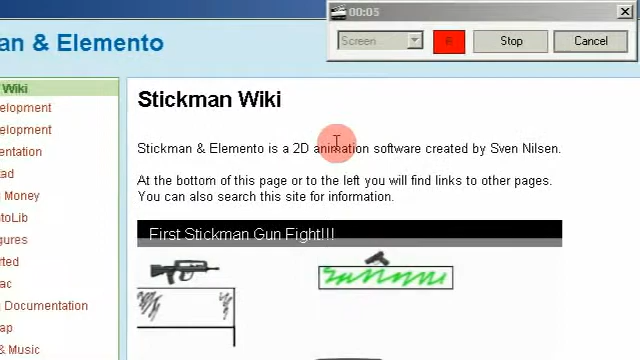 00:05
Screen...
Stop
Cancel
an & Elemento
Wiki
elopment
elopment
entation
ad
Money
toLib
gures
rted
ac
Documentation
ap
& Music
Stickman Wiki
Stickman & Elemento is a 2D animation software created by Sven Nilsen.
At the bottom of this page or to the left you will find links to other pages.
You can also search this site for information.
First Stickman Gun Fight!!!